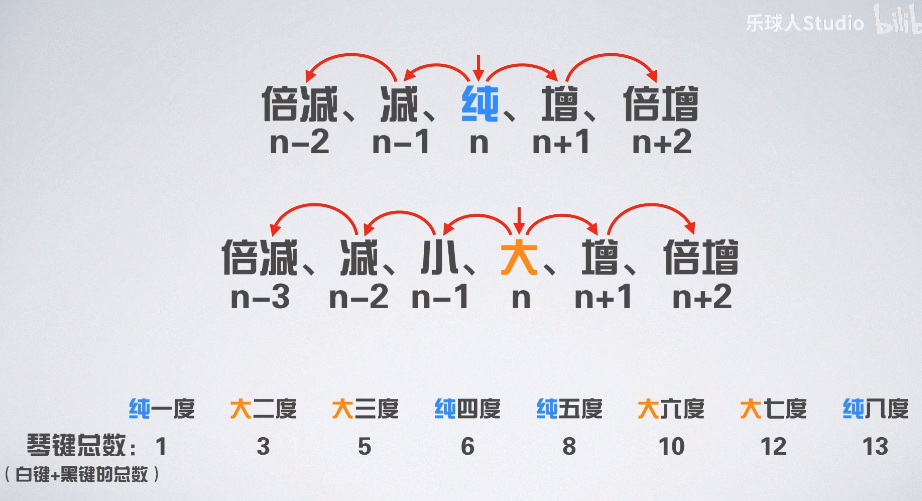 乐球人Studio bilib
倍减、减、纯、增、倍增
n-2 n-1 n n+1 n+2
倍减、减、小、大、增、倍增
n-3 n-2 n-1 n n+1 n+2
纯一度 大二度 大三度 纯四度 纯五度 大六度 大七度 纯八度
琴键总数：1 3 5 6 8 10 12 13
（白键+黑键的总数）